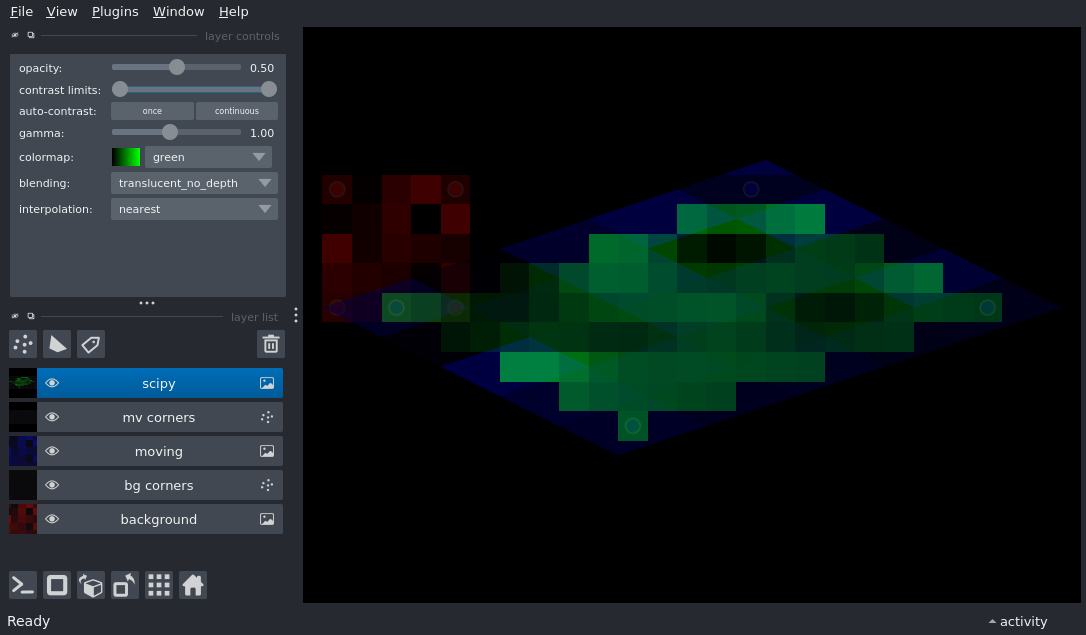 File View Plugins Window Help
layer controls
opacity: 0.50
contrast limits:
auto-contrast: once continuous
gamma: 1.00
colormap: green
blending: translucent_no_depth
interpolation: nearest
layer list
scipy
mv corners
moving
bg corners
background
Ready
activity